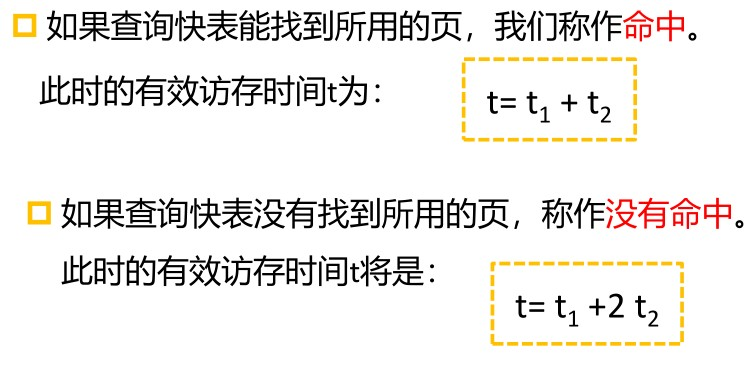 如果查询快表能找到所用的页，我们称作命中。
此时的有效访存时间t为：
t= t₁ + t₂
如果查询快表没有找到所用的页，称作没有命中。
此时的有效访存时间t将是：
t= t₁ +2 t₂